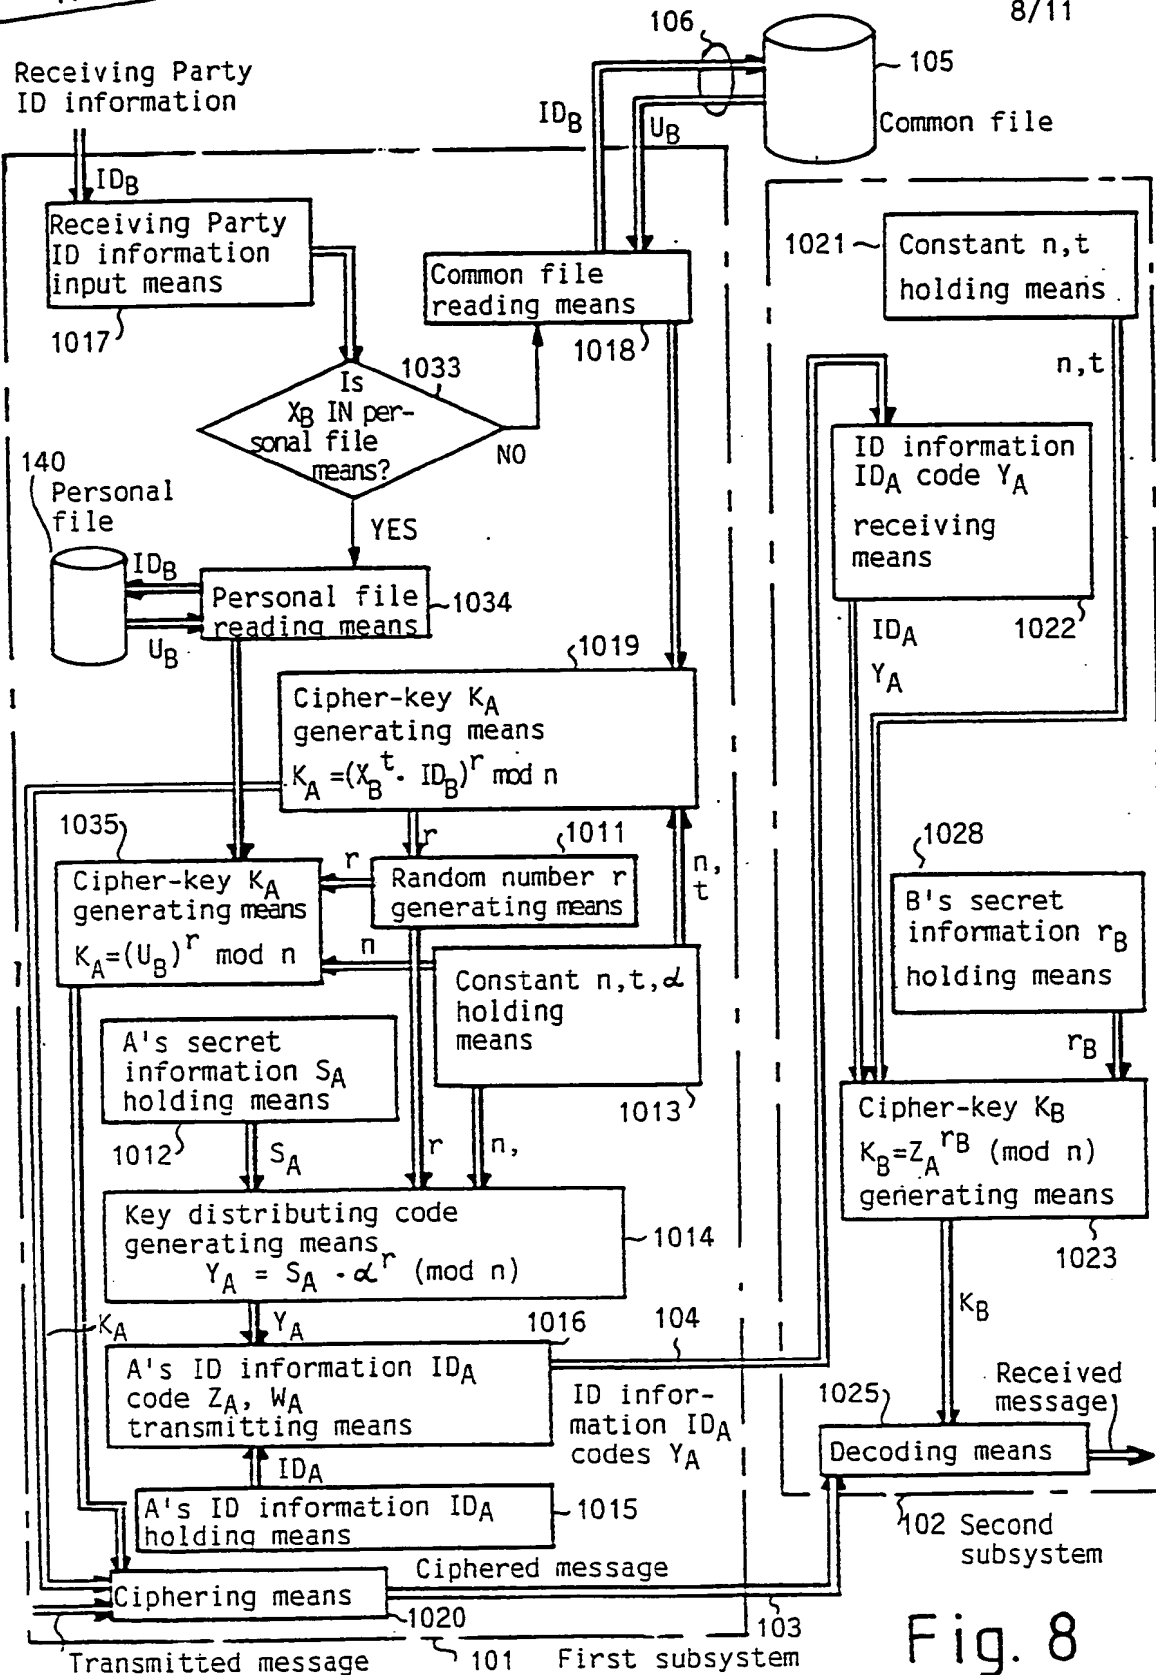 8/11
106
Receiving Party
ID information
ID_B
U_B
105
Common file
ID_B
Receiving Party
ID information
input means
1017
Common file
reading means
1018
1021
Constant n,t
holding means
n,t
1033
Is
X_B IN per-
sonal file
means?
NO
YES
ID information
ID_A code Y_A
receiving
means
1022
ID_A
Y_A
140
Personal
file
ID_B
U_B
Personal file
reading means
1034
1019
Cipher-key K_A
generating means
K_A =(X_B^t · ID_B)^r mod n
r
1035
1011
Cipher-key K_A
generating means
K_A=(U_B)^r mod n
r
Random number r
generating means
n,
t
n
Constant n,t,α
holding
means
1013
1028
B's secret
information r_B
holding means
r_B
A's secret
information S_A
holding means
1012
S_A
r
n,
Cipher-key K_B
K_B=Z_A^r_B (mod n)
generating means
1023
K_B
Key distributing code
generating means
Y_A = S_A · α^r (mod n)
1014
K_A
Y_A
1016
104
A's ID information ID_A
code Z_A, W_A
transmitting means
ID infor-
mation ID_A
codes Y_A
ID_A
A's ID information ID_A
holding means
1015
1025
Received
message
Decoding means
102 Second
subsystem
Ciphered message
Ciphering means
1020
103
Transmitted message
101 First subsystem
Fig. 8